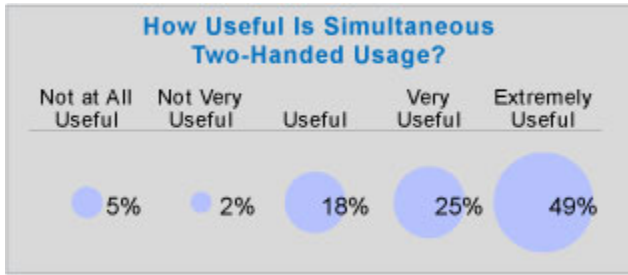 How Useful Is Simultaneous
Two-Handed Usage?
Not at All
Useful
Not Very
Useful
Useful
Very
Useful
Extremely
Useful
5%
2%
18%
25%
49%